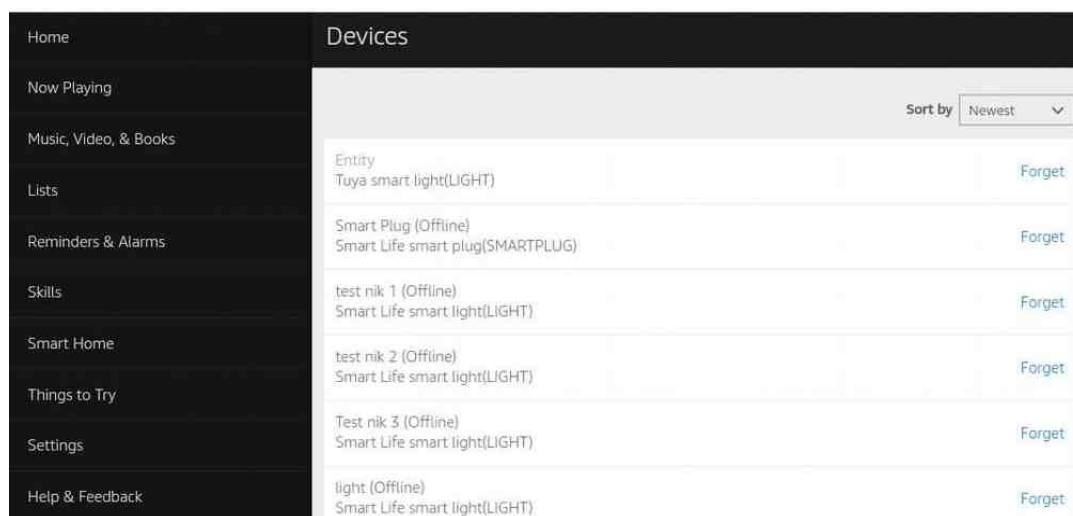 Home
Now Playing
Music, Video, & Books
Lists
Reminders & Alarms
Skills
Smart Home
Things to Try
Settings
Help & Feedback
Devices
Sort by Newest
Entity
Tuya smart light(LIGHT)
Forget
Smart Plug (Offline)
Smart Life smart plug(SMARTPLUG)
Forget
test nik 1 (Offline)
Smart Life smart light(LIGHT)
Forget
test nik 2 (Offline)
Smart Life smart light(LIGHT)
Forget
Test nik 3 (Offline)
Smart Life smart light(LIGHT)
Forget
light (Offline)
Smart Life smart light(LIGHT)
Forget